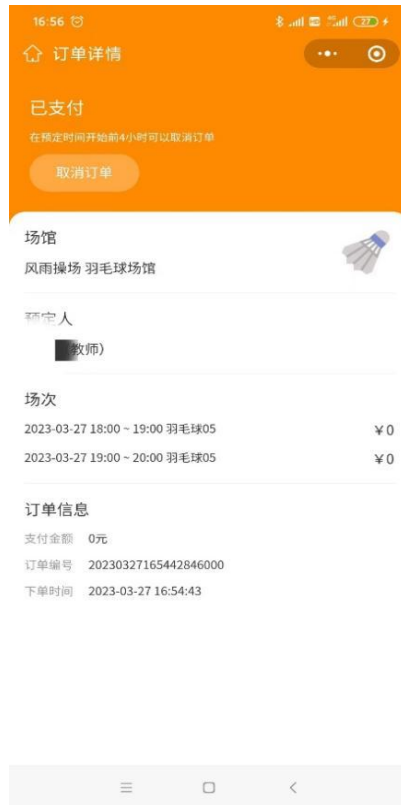 16:56
27
订单详情
已支付
在预定时间开始前4小时可以取消订单
取消订单
场馆
风雨操场 羽毛球场馆
预定人
教师）
场次
2023-03-27 18:00 ~ 19:00 羽毛球05 ¥0
2023-03-27 19:00 ~ 20:00 羽毛球05 ¥0
订单信息
支付金额 0元
订单编号 20230327165442846000
下单时间 2023-03-27 16:54:43